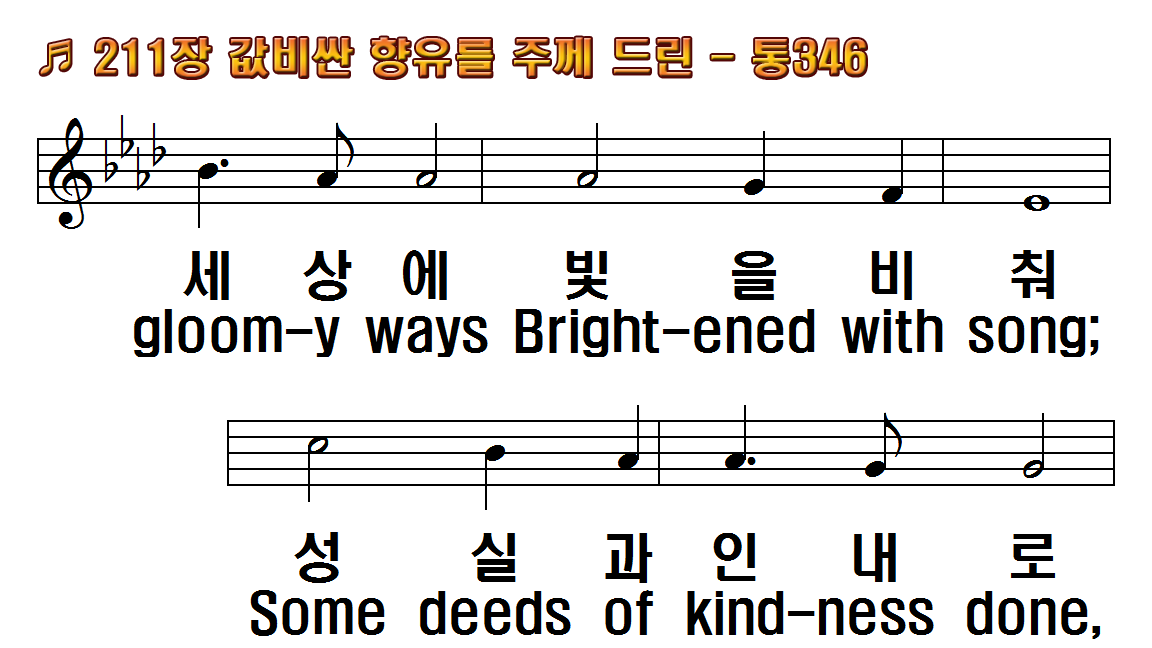 ♬ 211장 값비싼 향유를 주께 드린 - 통346
세 상 에 빛 을 비 춰
gloom-y ways Bright-ened with song;
성 실 과 인 내 로
Some deeds of kind-ness done,